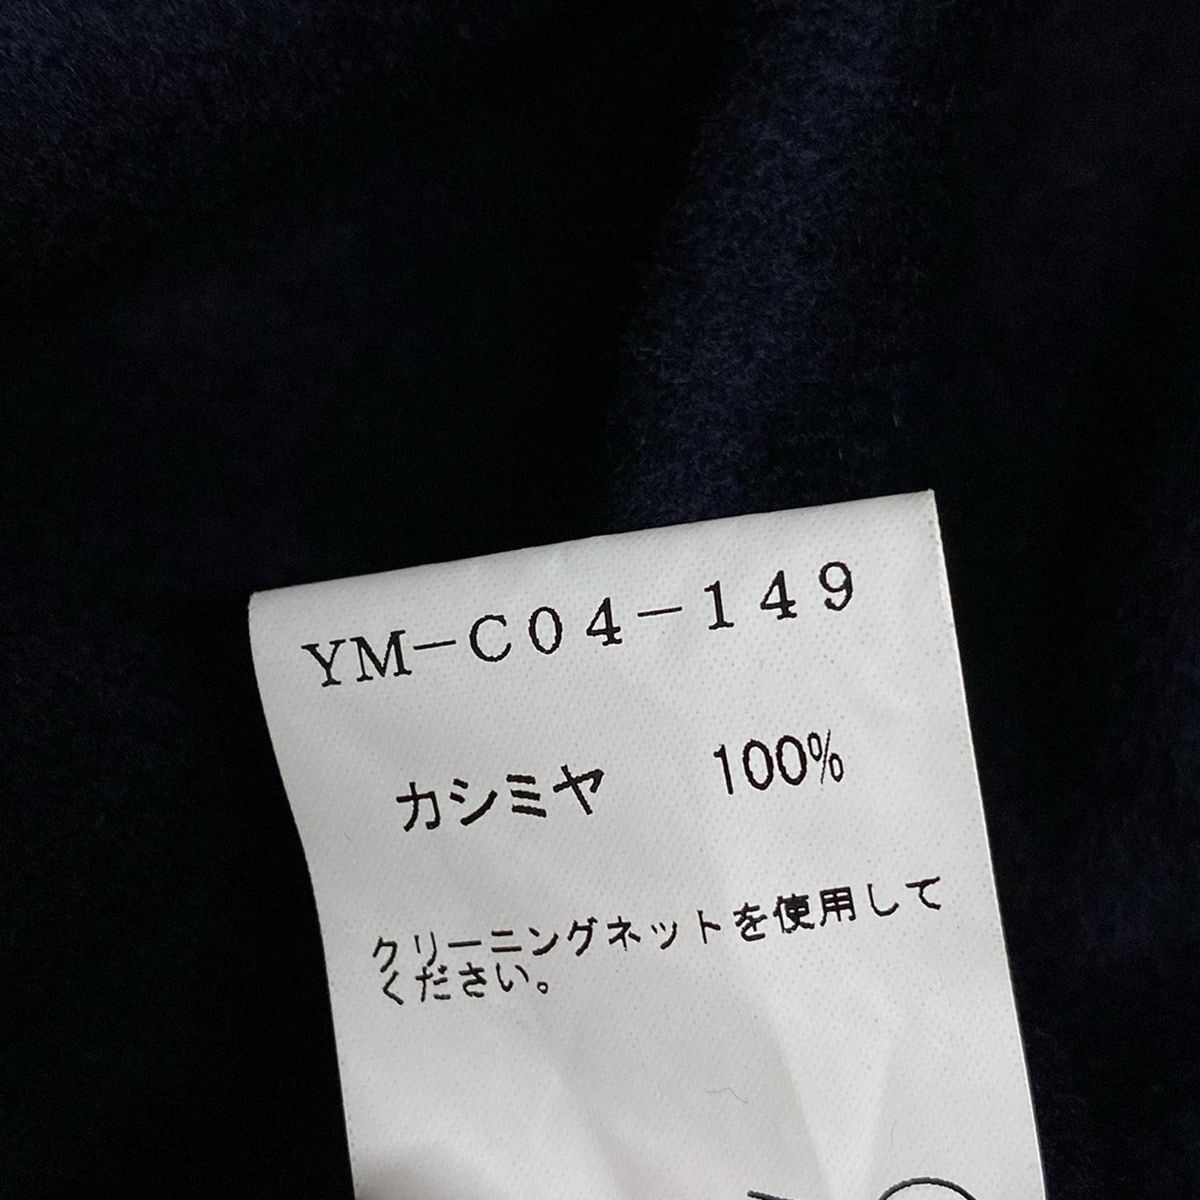 YM-C04-149
カシミヤ 100%
クリーニングネットを使用して
ください。